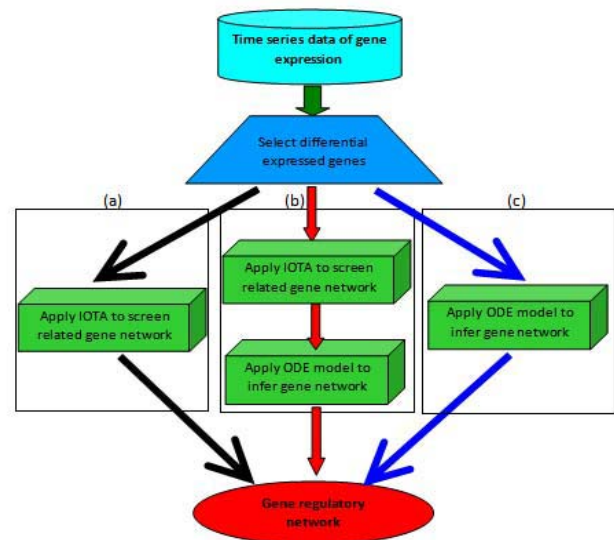 Time series data of gene
expression
Select differential
expressed genes
(a)
(b)
(c)
Apply IOTA to screen
related gene network
Apply IOTA to screen
related gene network
Apply ODE model to
infer gene network
Apply ODE model to
infer gene network
Gene regulatory
network